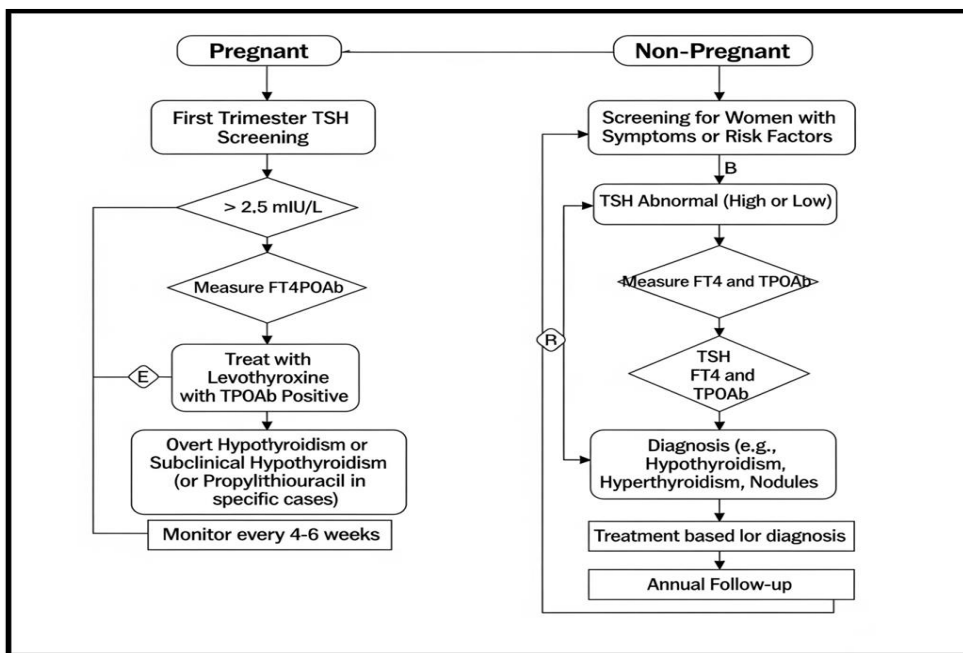 Pregnant
First Trimester TSH
Screening
> 2.5 mIU/L
Measure FT4POAb
E
Treat with
Levothyroxine
with TPOAb Positive
Overt Hypotlyroidism or
Subclinical Hypothyroidism
(or Propylithiouracil in
specific cases)
Monitor every 4-6 weeks
Non-Pregnant
Screening for Women with
Symptoms or Risk Factors
B
TSH Abnormal (High or Low)
Measure FT4 and TPOAb
R
TSH
FT4 and
TPOAb
Diagnosis (e.g.,
Hypothyroidism,
Hyperthyroidism, Nodules
Treatment based lor diagnosis
Annual Follow-up